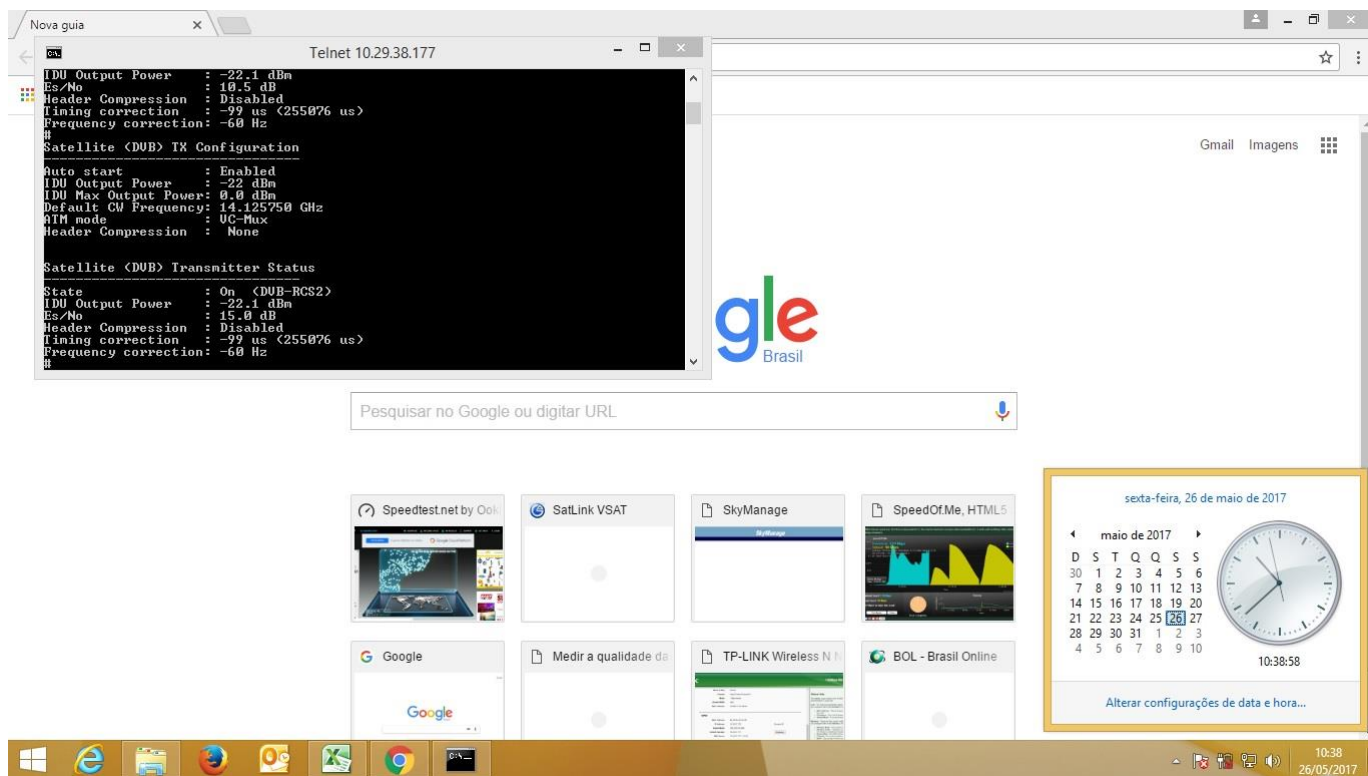 Nova guia
Telnet 10.29.38.177
IDU Output Power : -22.1 dBm
Es/No : 10.5 dB
Header Compression : Disabled
Timing correction : -99 us (255076 us)
Frequency correction: -60 Hz
#
Satellite (DVB) TX Configuration
Auto start : Enabled
IDU Output Power : -22 dBm
IDU Max Output Power: 0.0 dBm
Default CW Frequency: 14.125750 GHz
ATM mode : VC-Mux
Header Compression : None
Satellite (DVB) Transmitter Status
State : On (DVB-RCS2)
IDU Output Power : -22.1 dBm
Es/No : 15.0 dB
Header Compression : Disabled
Timing correction : -99 us (255076 us)
Frequency correction: -60 Hz
#
Gmail Imagens
gle
Brasil
Pesquisar no Google ou digitar URL
Speedtest.net by Ook
SatLink VSAT
SkyManage
SpeedOf.Me, HTML5
SkyManage
Google
Medir a qualidade da
TP-LINK Wireless N
BOL - Brasil Online
Google
sexta-feira, 26 de maio de 2017
maio de 2017
D S T Q Q S S
30 1 2 3 4 5 6
7 8 9 10 11 12 13
14 15 16 17 18 19 20
21 22 23 24 25 26 27
28 29 30 31 1 2 3
4 5 6 7 8 9 10
10:38:58
Alterar configurações de data e hora...
10:38
26/05/2017